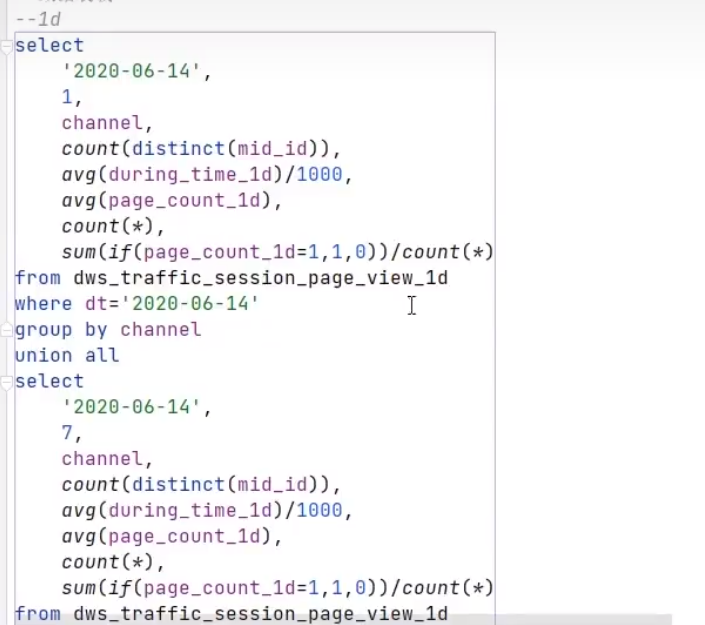 --1d
select
'2020-06-14',
1,
channel,
count(distinct(mid_id)),
avg(during_time_1d)/1000,
avg(page_count_1d),
count(*),
sum(if(page_count_1d=1,1,0))/count(*)
from dws_traffic_session_page_view_1d
where dt='2020-06-14'
group by channel
union all
select
'2020-06-14',
7,
channel,
count(distinct(mid_id)),
avg(during_time_1d)/1000,
avg(page_count_1d),
count(*),
sum(if(page_count_1d=1,1,0))/count(*)
from dws_traffic_session_page_view_1d